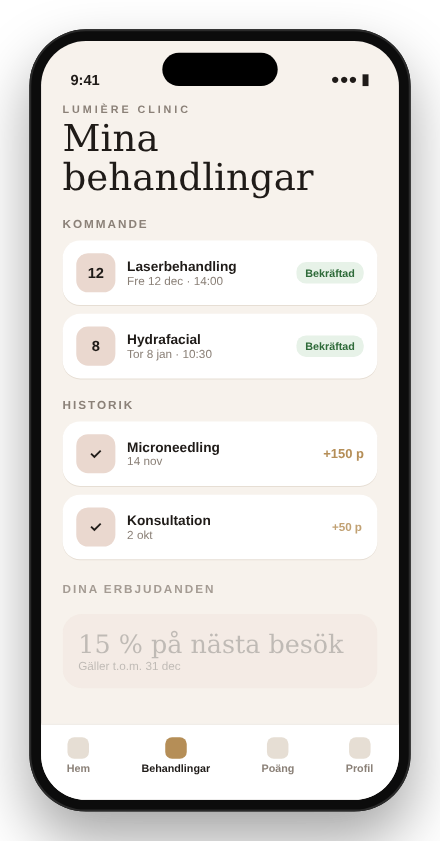 9:41
LUMIÈRE CLINIC
Mina
behandlingar
KOMMANDE
12
Laserbehandling
Fre 12 dec · 14:00
Bekräftad
8
Hydrafacial
Tor 8 jan · 10:30
Bekräftad
HISTORIK
Microneedling
14 nov
+150 p
Konsultation
2 okt
+50 p
DINA ERBJUDANDEN
15 % på nästa besök
Gäller t.o.m. 31 dec
Hem
Behandlingar
Poäng
Profil